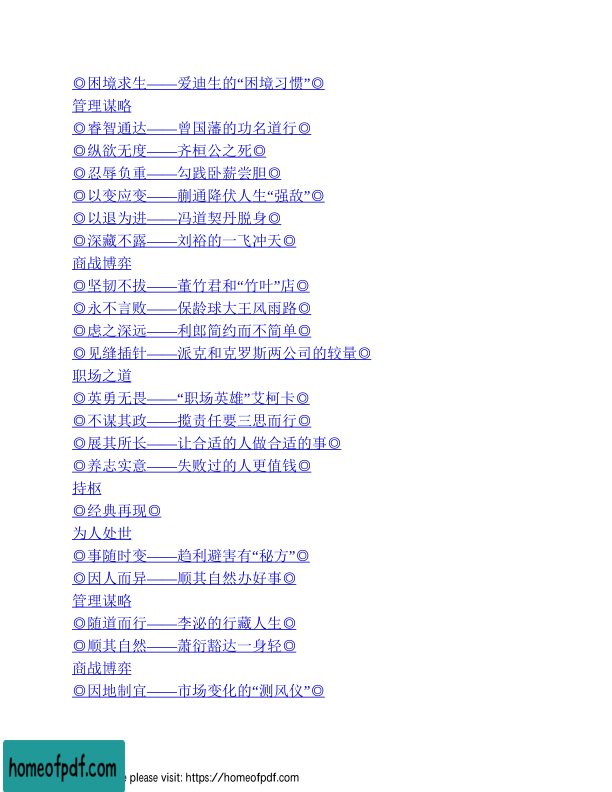 ◎困境求生——爱迪生的“困境习惯”◎
管理谋略
◎睿智通达——曾国藩的功名道行◎
◎纵欲无度——齐桓公之死◎
◎忍辱负重——勾践卧薪尝胆◎
◎以变应变——蒯通降伏人生“强敌”◎
◎以退为进——冯道契丹脱身◎
◎深藏不露——刘裕的一飞冲天◎
商战博弈
◎坚韧不拔——董竹君和“竹叶”店◎
◎永不言败——保龄球大王风雨路◎
◎虑之深远——利郎简约而不简单◎
◎见缝插针——派克和克罗斯两公司的较量◎
职场之道
◎英勇无畏——“职场英雄”艾柯卡◎
◎不谋其政——揽责任要三思而行◎
◎展其所长——让合适的人做合适的事◎
◎养志实意——失败过的人更值钱◎
持枢
◎经典再现◎
为人处世
◎事随时变——趋利避害有“秘方”◎
◎因人而异——顺其自然办好事◎
管理谋略
◎随道而行——李泌的行藏人生◎
◎顺其自然——萧衍豁达一身轻◎
商战博弈
◎因地制宜——市场变化的“测风仪”◎
homeofpdf.com
e please visit: https://homeofpdf.com